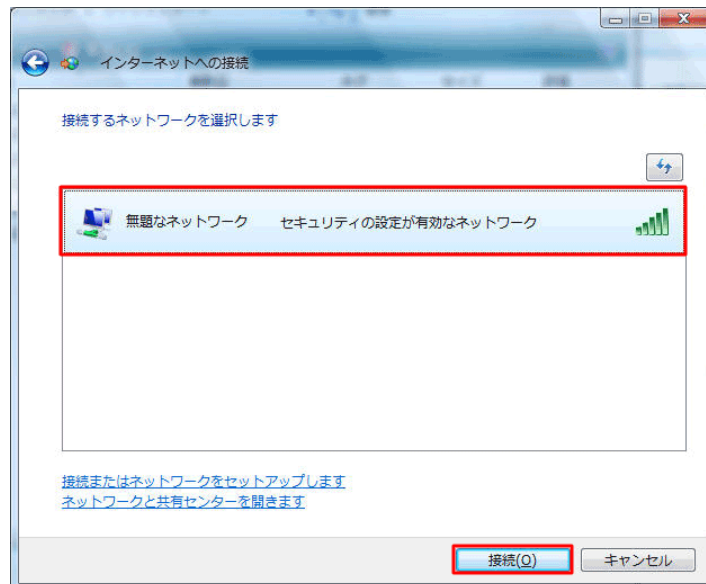 インターネットへの接続
接続するネットワークを選択します
無題なネットワーク セキュリティの設定が有効なネットワーク
接続またはネットワークをセットアップします
ネットワークと共有センターを開きます
接続(O) キャンセル